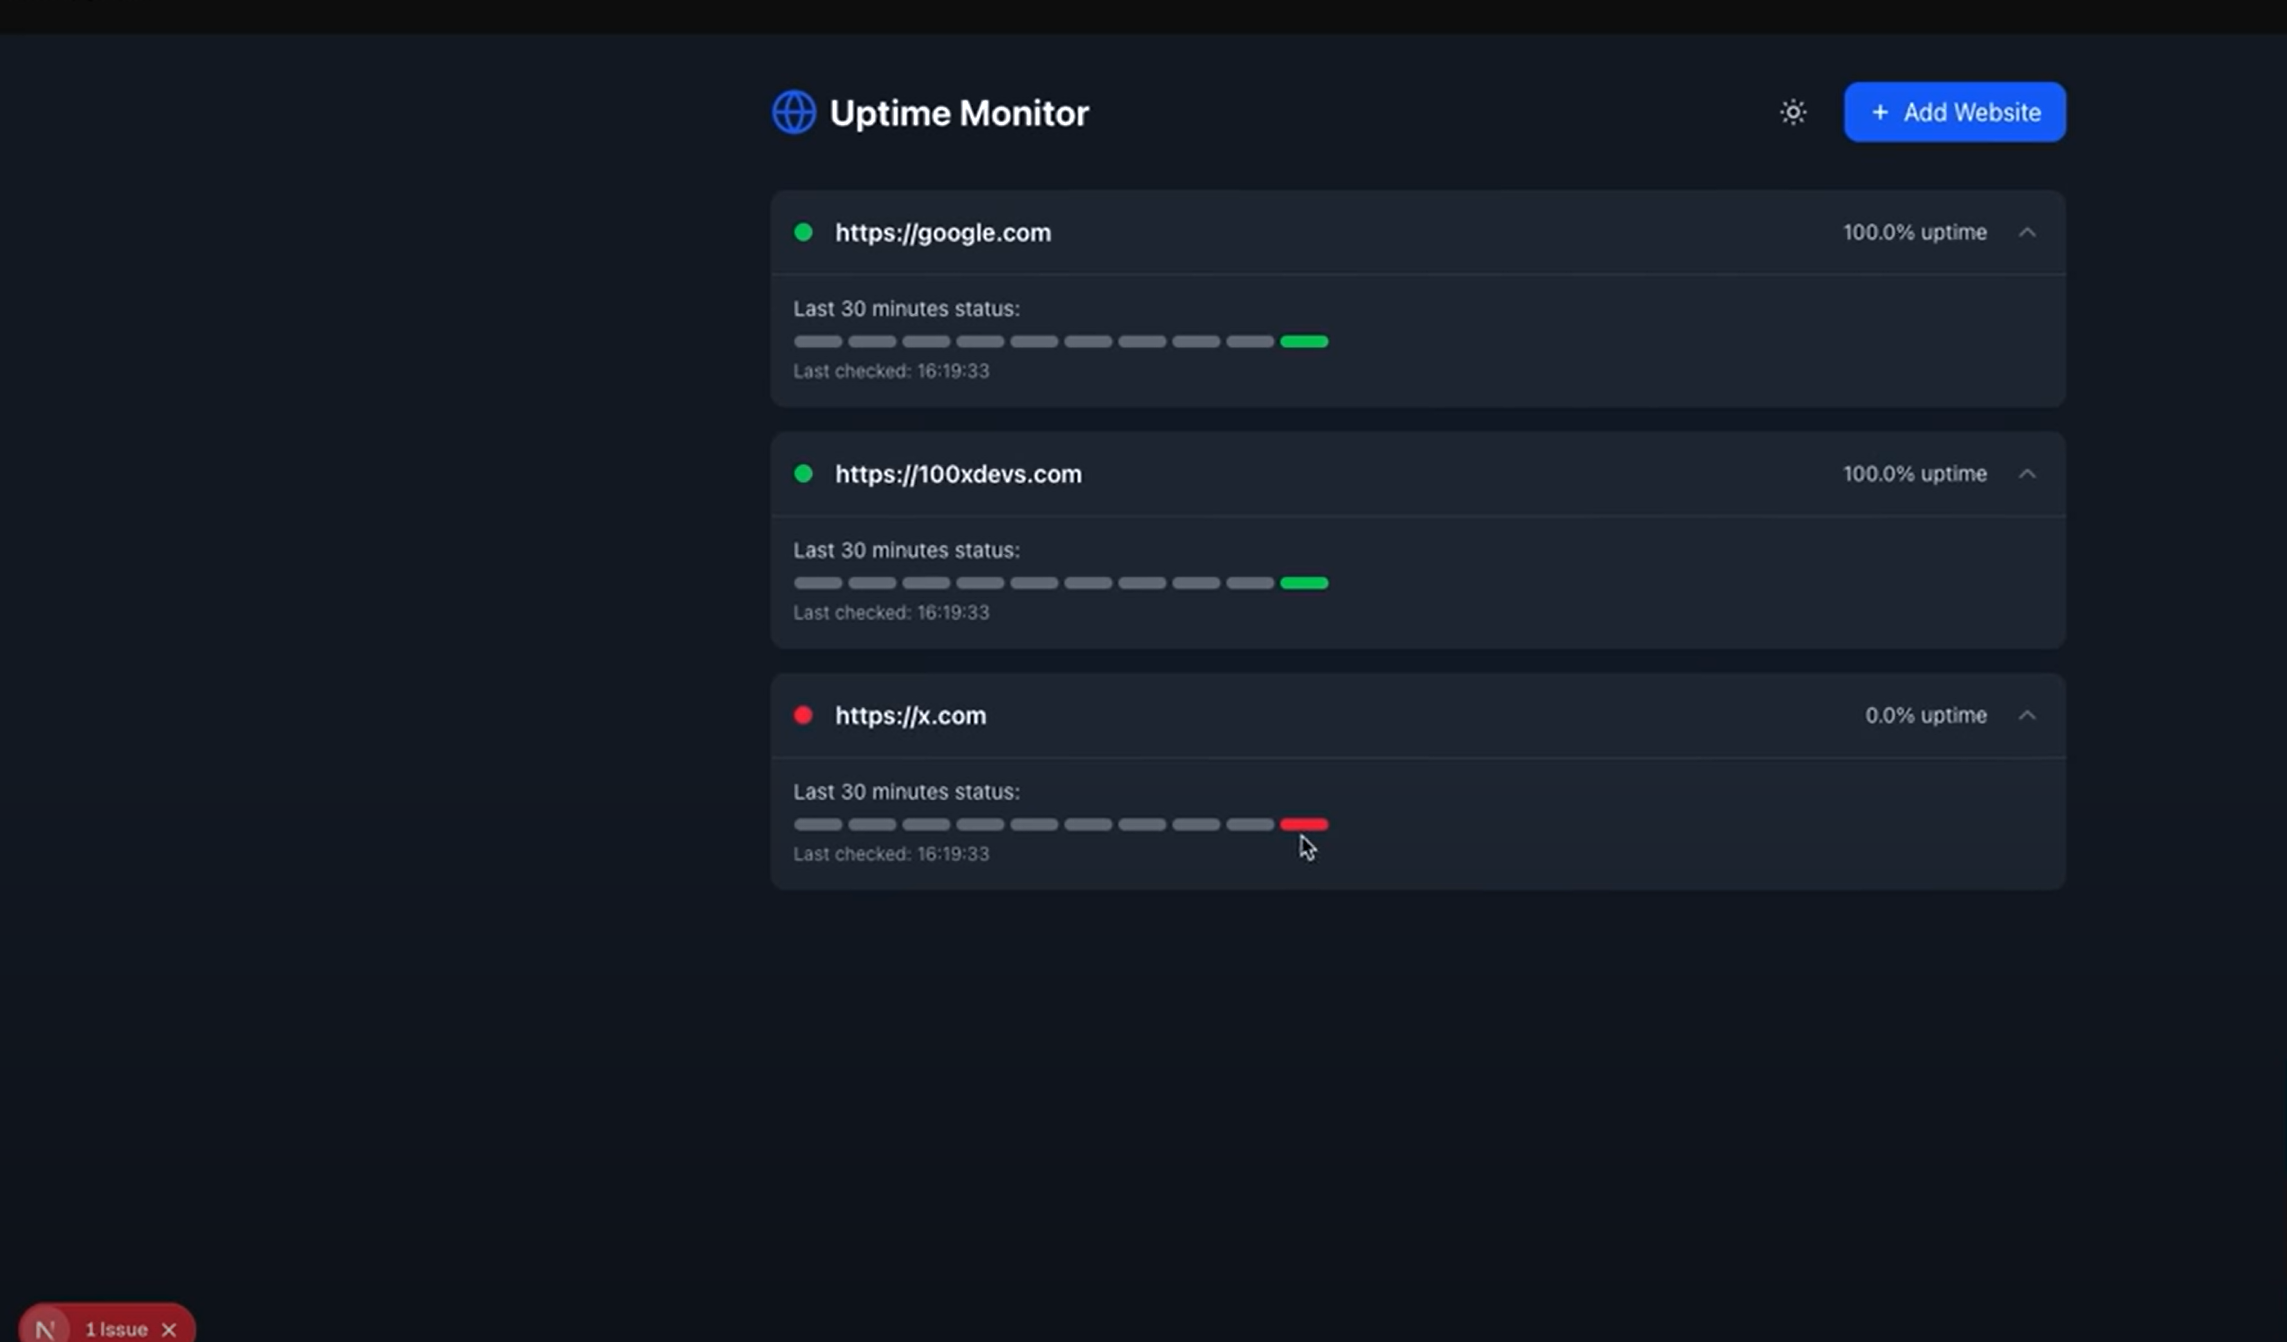 Uptime Monitor
+ Add Website
https://google.com
100.0% uptime
Last 30 minutes status:
Last checked: 16:19:33
https://100xdevs.com
100.0% uptime
Last 30 minutes status:
Last checked: 16:19:33
https://x.com
0.0% uptime
Last 30 minutes status:
Last checked: 16:19:33
N 1 Issue ×